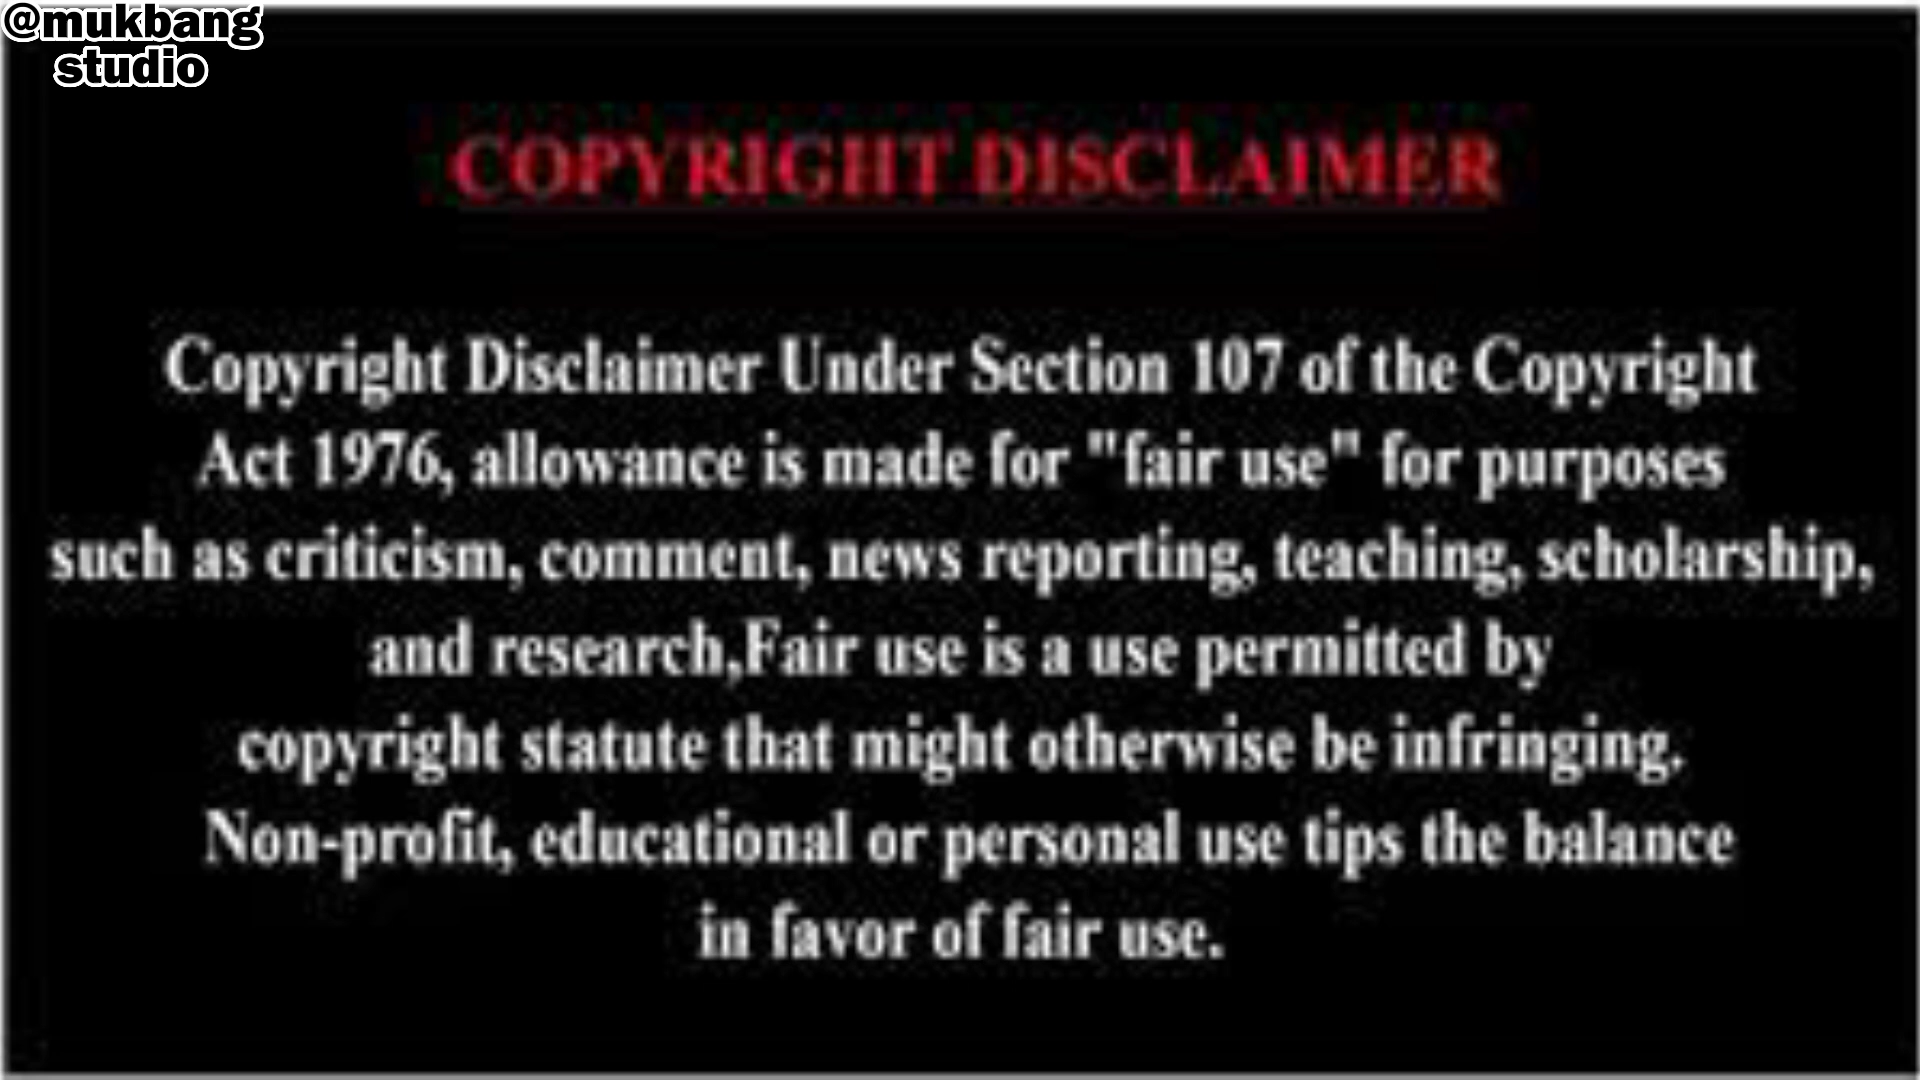 @mukbang
studio
COPYRIGHT DISCLAIMER
Copyright Disclaimer Under Section 107 of the Copyright
Act 1976, allowance is made for "fair use" for purposes
such as criticism, comment, news reporting, teaching, scholarship,
and research,Fair use is a use permitted by
copyright statute that might otherwise be infringing.
Non-profit, educational or personal use tips the balance
in favor of fair use.